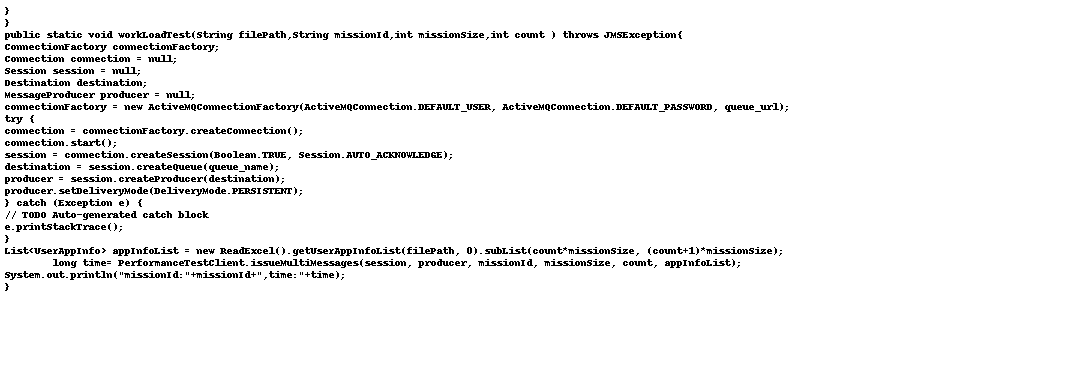 }
}
public static void workLoadTest(String filePath,String missionId,int missionSize,int count ) throws JMSException{
ConnectionFactory connectionFactory;
Connection connection = null;
Session session = null;
Destination destination;
MessageProducer producer = null;
connectionFactory = new ActiveMQConnectionFactory(ActiveMQConnection.DEFAULT_USER, ActiveMQConnection.DEFAULT_PASSWORD, queue_url);
try {
connection = connectionFactory.createConnection();
connection.start();
session = connection.createSession(Boolean.TRUE, Session.AUTO_ACKNOWLEDGE);
destination = session.createQueue(queue_name);
producer = session.createProducer(destination);
producer.setDeliveryMode(DeliveryMode.PERSISTENT);
} catch (Exception e) {
// TODO Auto-generated catch block
e.printStackTrace();
}
List<UserAppInfo> appInfoList = new ReadExcel().getUserAppInfoList(filePath, 0).subList(count*missionSize, (count+1)*missionSize);
long time= PerformanceTestClient.issueMultiMessages(session, producer, missionId, missionSize, count, appInfoList);
System.out.println("missionId:"+missionId+",time:"+time);
}